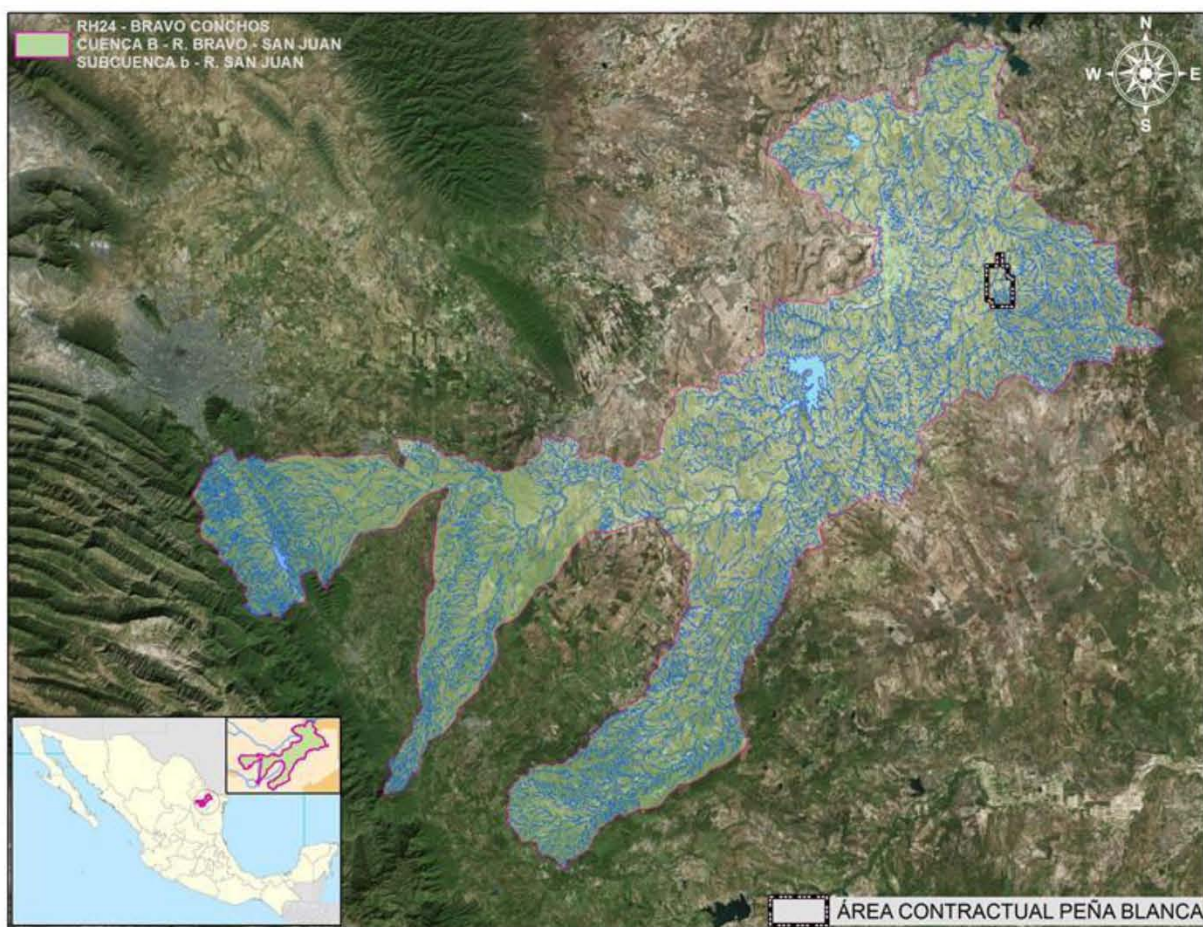 RH24 - BRAVO CONCHOS
CUENCA B - R. BRAVO - SAN JUAN
SUBCUENCA b - R. SAN JUAN
N
W
E
S
ÁREA CONTRACTUAL PEÑA BLANCA